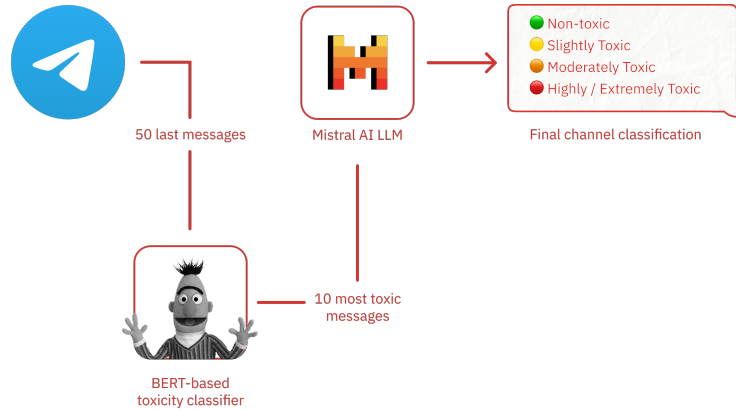 50 last messages
BERT-based
toxicity classifier
10 most toxic
messages
Mistral AI LLM
Non-toxic
Slightly Toxic
Moderately Toxic
Highly / Extremely Toxic
Final channel classification